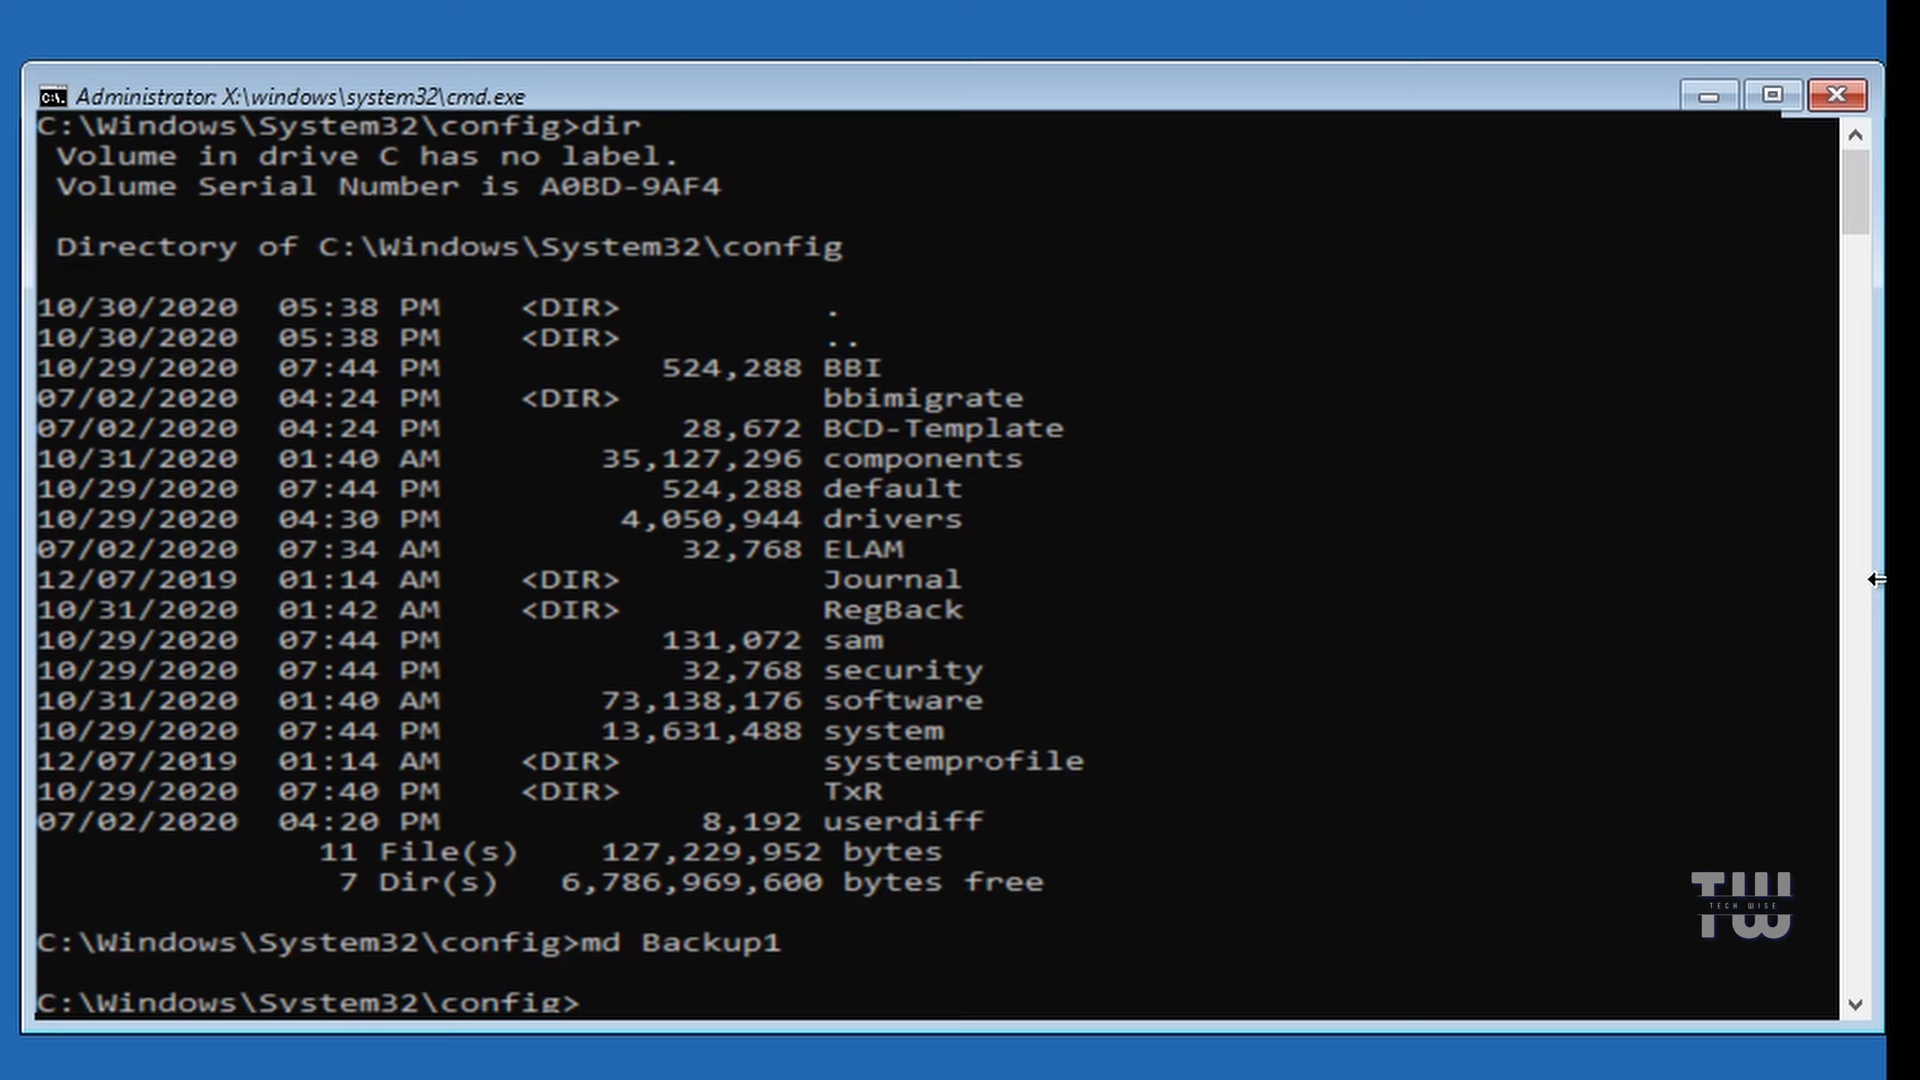 Administrator: X:\windows\system32\cmd.exe
C:\Windows\System32\config>dir
Volume in drive C has no label.
Volume Serial Number is A0BD-9AF4
Directory of C:\Windows\System32\config
10/30/2020 05:38 PM <DIR> .
10/30/2020 05:38 PM <DIR> ..
10/29/2020 07:44 PM 524,288 BBI
07/02/2020 04:24 PM <DIR> bbimigrate
07/02/2020 04:24 PM 28,672 BCD-Template
10/31/2020 01:40 AM 35,127,296 components
10/29/2020 07:44 PM 524,288 default
10/29/2020 04:30 PM 4,050,944 drivers
07/02/2020 07:34 AM 32,768 ELAM
12/07/2019 01:14 AM <DIR> Journal
10/31/2020 01:42 AM <DIR> RegBack
10/29/2020 07:44 PM 131,072 sam
10/29/2020 07:44 PM 32,768 security
10/31/2020 01:40 AM 73,138,176 software
10/29/2020 07:44 PM 13,631,488 system
12/07/2019 01:14 AM <DIR> systemprofile
10/29/2020 07:40 PM <DIR> TxR
07/02/2020 04:20 PM 8,192 userdiff
11 File(s) 127,229,952 bytes
7 Dir(s) 6,786,969,600 bytes free
C:\Windows\System32\config>md Backup1
C:\Windows\System32\config>
TW
TECH WISE